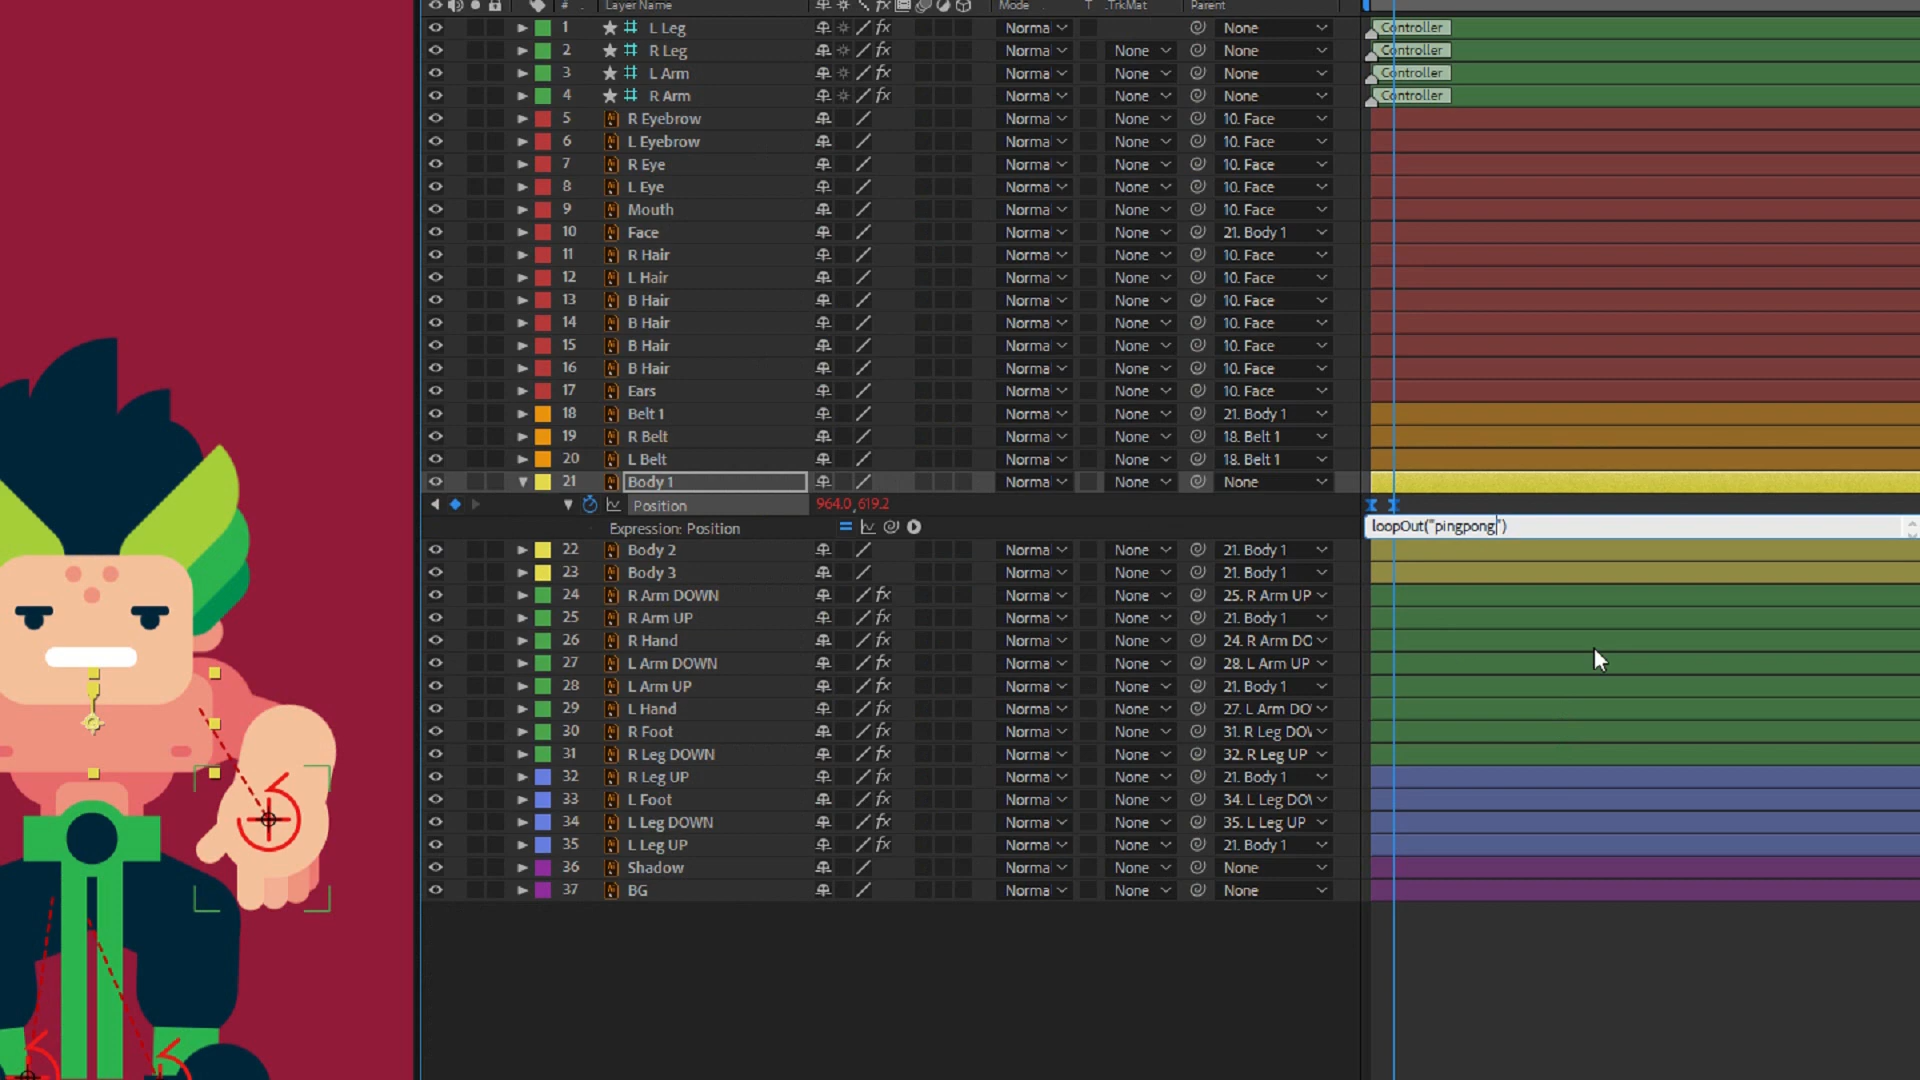 # Layer Name Mode T .TrkMat Parent
1 L Leg Norma None Controller
2 R Leg Norma None None Controller
3 L Arm Norma None None Controller
4 R Arm Norma None None Controller
5 R Eyebrow Norma None 10. Face
6 L Eyebrow Norma None 10. Face
7 R Eye Norma None 10. Face
8 L Eye Norma None 10. Face
9 Mouth Norma None 10. Face
10 Face Norma None 21. Body 1
11 R Hair Norma None 10. Face
12 L Hair Norma None 10. Face
13 B Hair Norma None 10. Face
14 B Hair Norma None 10. Face
15 B Hair Norma None 10. Face
16 B Hair Norma None 10. Face
17 Ears Norma None 10. Face
18 Belt 1 Norma None 21. Body 1
19 R Belt Norma None 18. Belt 1
20 L Belt Norma None 18. Belt 1
21 Body 1 Norma None None
Position 964.0, 619.2
Expression: Position loopOut("pingpong")
22 Body 2 Norma None 21. Body 1
23 Body 3 Norma None 21. Body 1
24 R Arm DOWN Norma None 25. R Arm UP
25 R Arm UP Norma None 21. Body 1
26 R Hand Norma None 24. R Arm DO
27 L Arm DOWN Norma None 28. L Arm UP
28 L Arm UP Norma None 21. Body 1
29 L Hand Norma None 27. L Arm DO
30 R Foot Norma None 31. R Leg DO
31 R Leg DOWN Norma None 32. R Leg UP
32 R Leg UP Norma None 21. Body 1
33 L Foot Norma None 34. L Leg DO
34 L Leg DOWN Norma None 35. L Leg UP
35 L Leg UP Norma None 21. Body 1
36 Shadow Norma None None
37 BG Norma None None